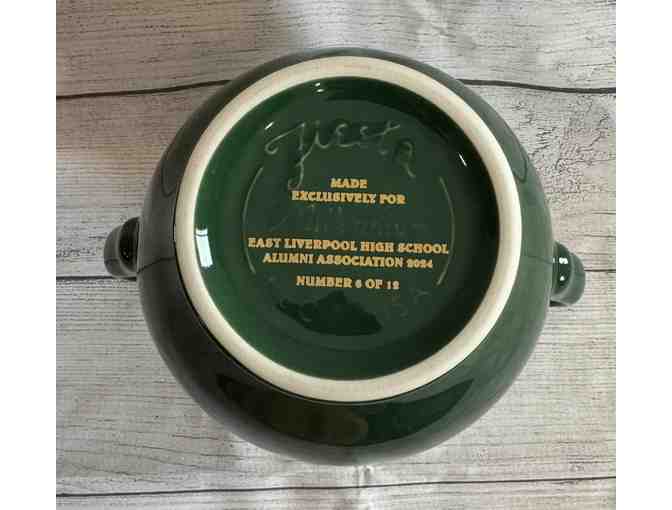 fiesta
MADE
EXCLUSIVELY FOR
EAST LIVERPOOL HIGH SCHOOL
ALUMNI ASSOCIATION 2024
NUMBER 6 OF 12